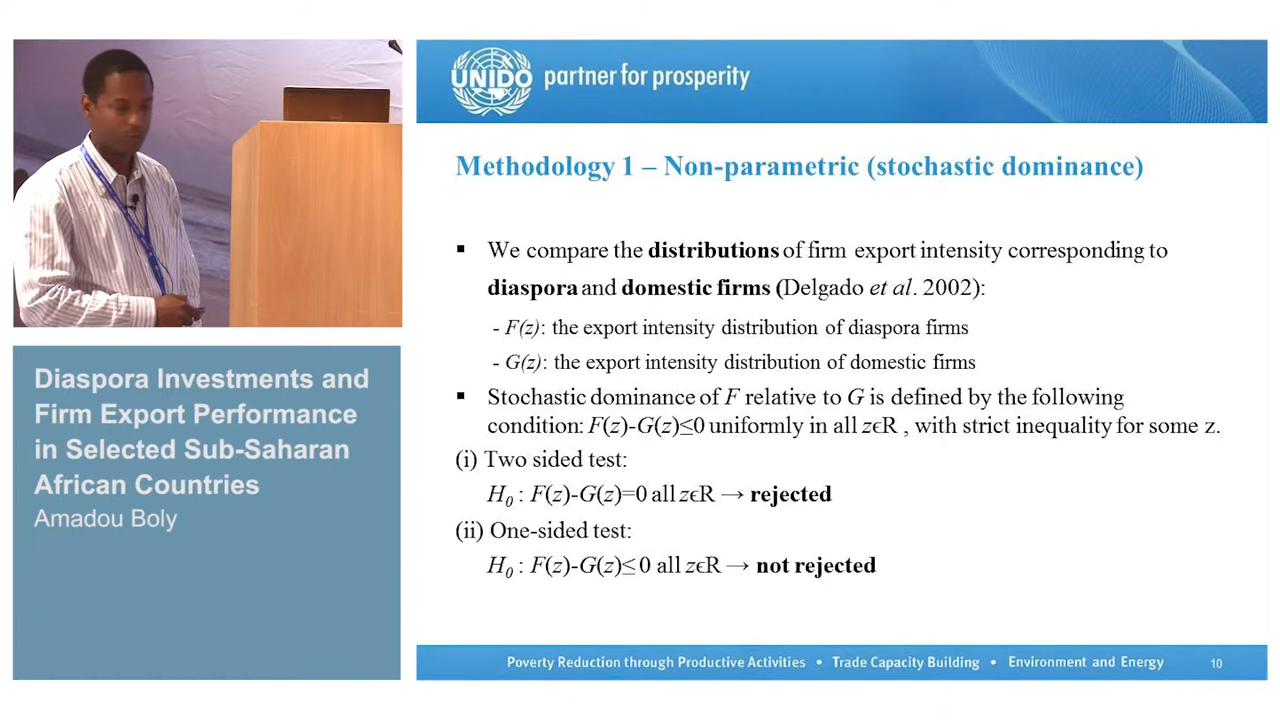 UNIDO partner for prosperity
Methodology 1 – Non-parametric (stochastic dominance)
▪ We compare the distributions of firm export intensity corresponding to
diaspora and domestic firms (Delgado et al. 2002):
- F(z): the export intensity distribution of diaspora firms
- G(z): the export intensity distribution of domestic firms
▪ Stochastic dominance of F relative to G is defined by the following
condition: F(z)-G(z)≤0 uniformly in all zϵR , with strict inequality for some z.
(i) Two sided test:
H0 : F(z)-G(z)=0 all zϵR → rejected
(ii) One-sided test:
H0 : F(z)-G(z)≤ 0 all zϵR → not rejected
Poverty Reduction through Productive Activities • Trade Capacity Building • Environment and Energy 10
Diaspora Investments and
Firm Export Performance
in Selected Sub-Saharan
African Countries
Amadou Boly